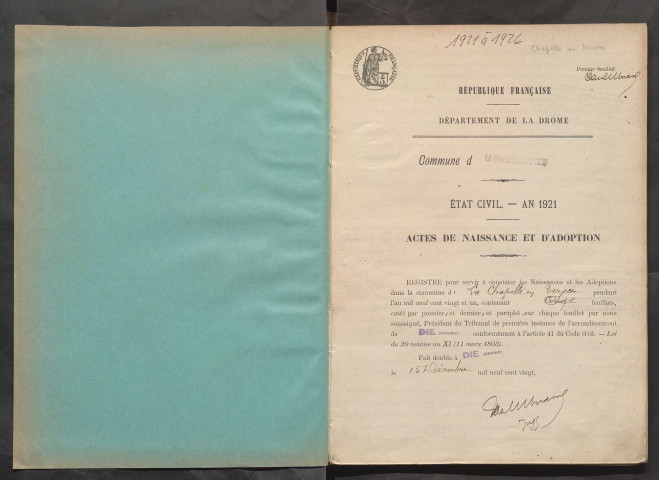 1921 à 1926
Chapelle en Vercors
Premier feuillet.
RÉPUBLIQUE FRANÇAISE
RÉPUBLIQUE FRANÇAISE
DÉPARTEMENT DE LA DROME
Commune d
ÉTAT CIVIL. — AN 1921
ACTES DE NAISSANCE ET D'ADOPTION
REGISTRE pour servir à constater les Naissances et les Adoptions
dans la commune de La Chapelle en Vercors pendant
l'an mil neuf cent vingt et un, contenant feuillets,
coté par premier et dernier, et paraphé sur chaque feuillet par nous
soussigné, Président du Tribunal de première instance de l'arrondissement
de DIE conformément à l'article 41 du Code civil. — Loi
du 20 ventôse an XI (11 mars 1803).
Fait double à DIE
le 15 Décembre mil neuf cent vingt.